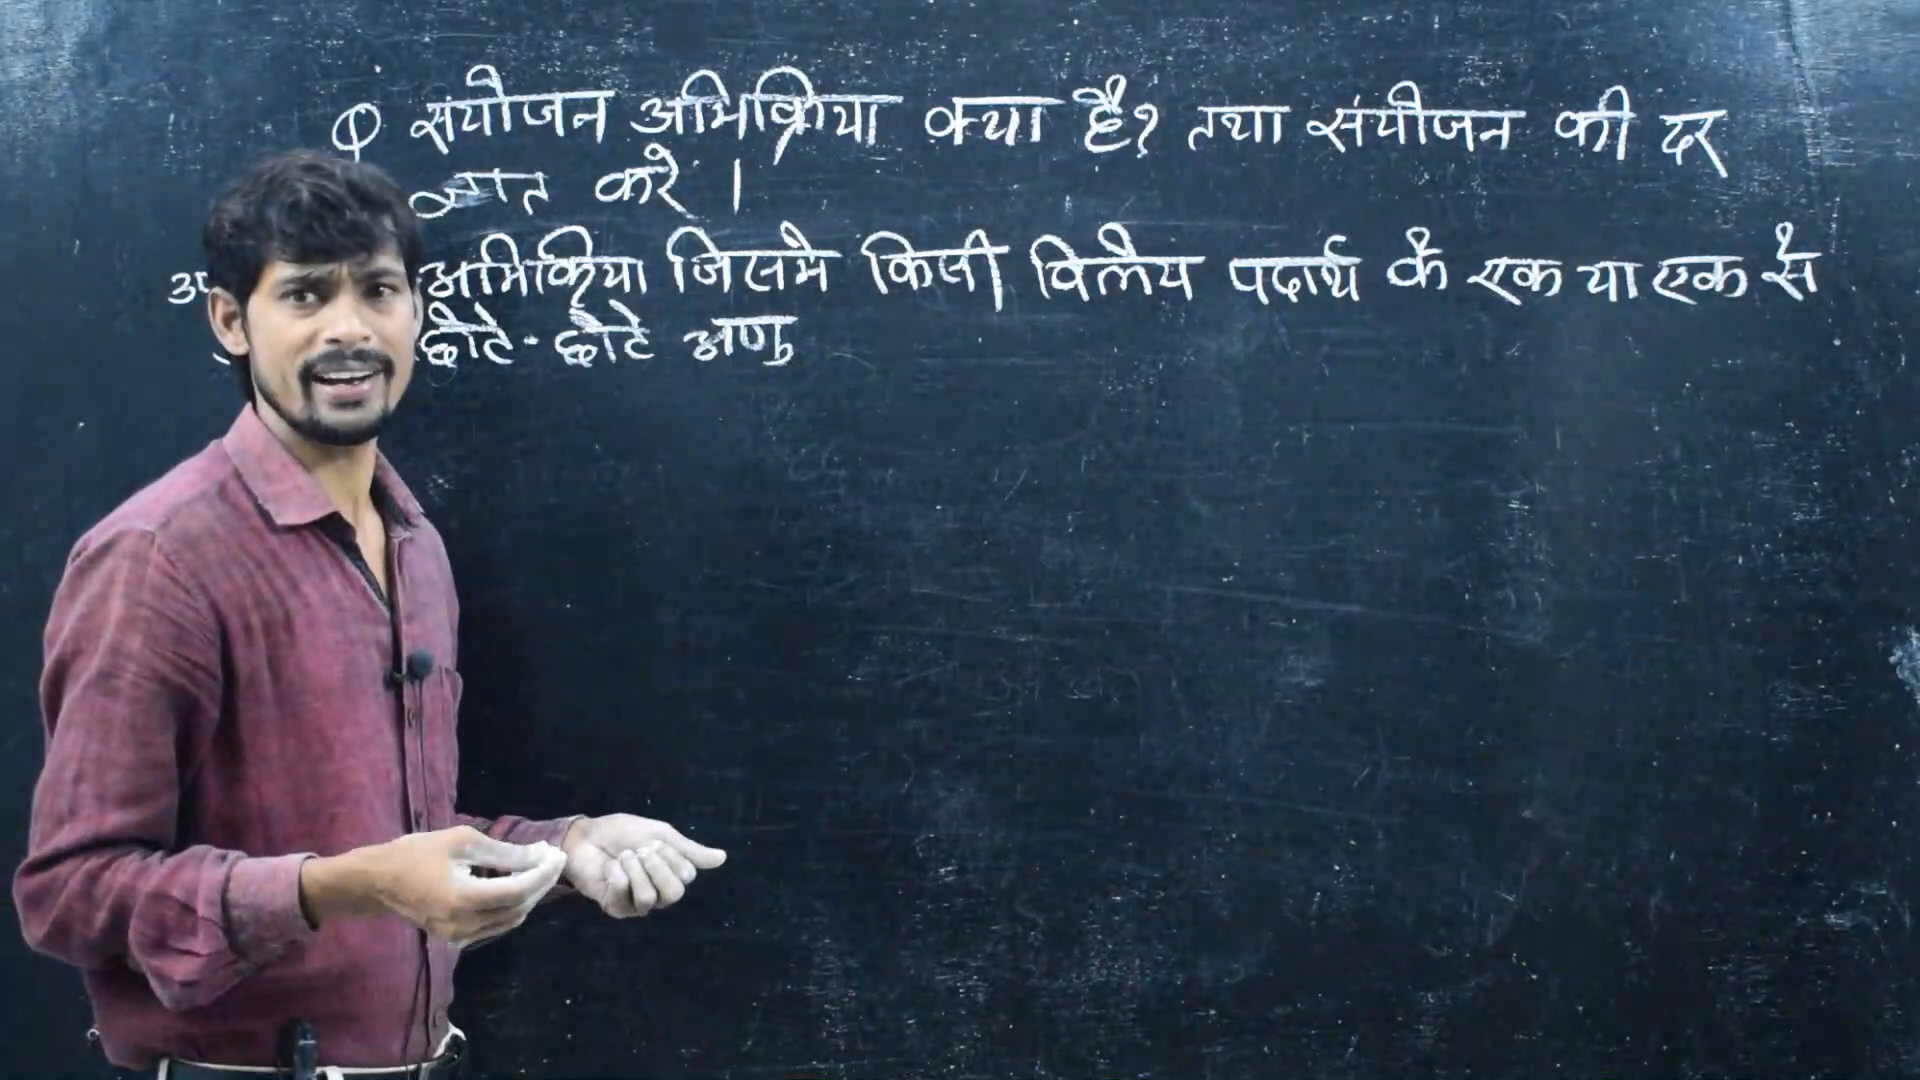 Q संयोजन अभिक्रिया क्या है? तथा संयोजन की दर
ज्ञात करे ।
अभिक्रिया जिसमे किसी विलेय पदार्थ के एक या एक से
छोटे-छोटे अणु